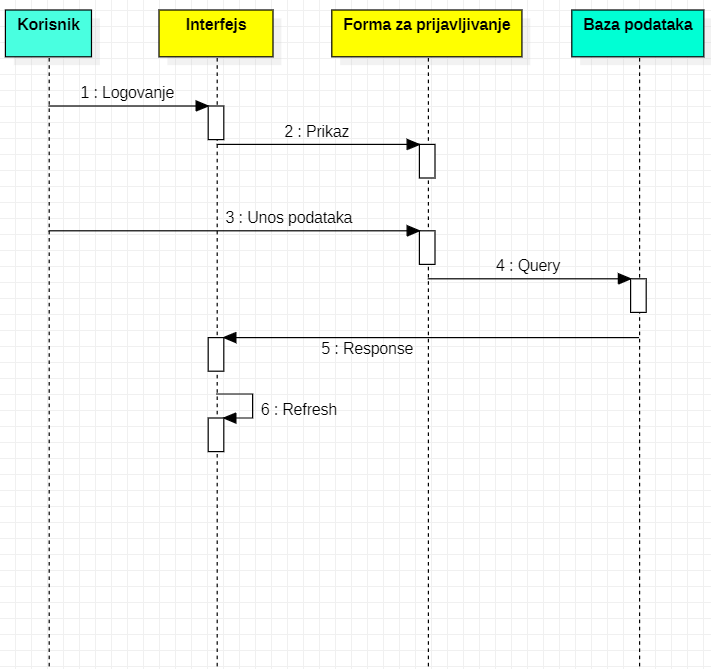 Korisnik
Interfejs
Forma za prijavljivanje
Baza podataka
1 : Logovanje
2 : Prikaz
3 : Unos podataka
4 : Query
5 : Response
6 : Refresh